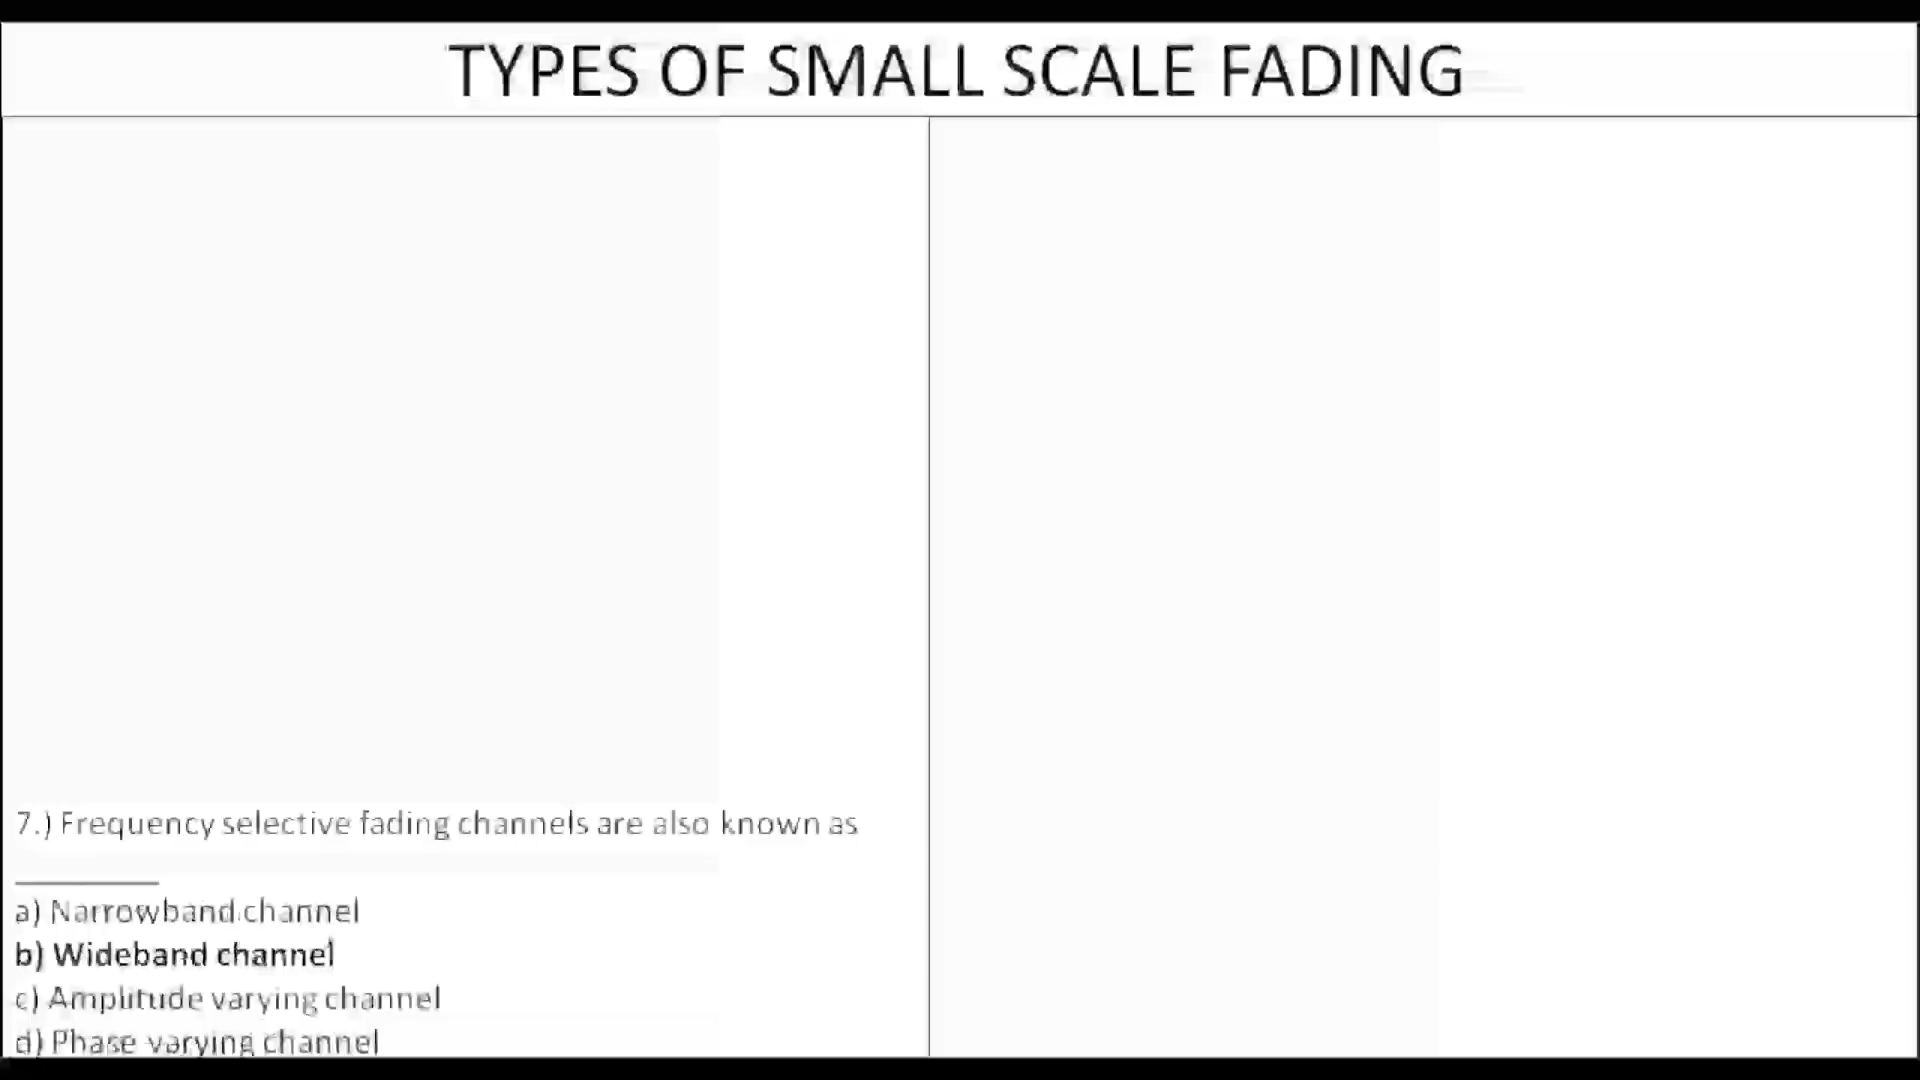 TYPES OF SMALL SCALE FADING
7.) Frequency selective fading channels are also known as
__________
a) Narrowband channel
b) Wideband channel
c) Amplitude varying channel
d) Phase varying channel